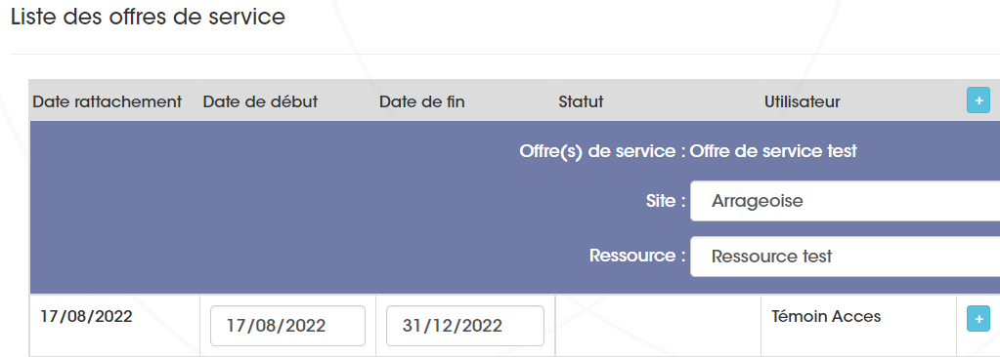 Liste des offres de service
Date rattachement Date de début Date de fin Statut Utilisateur +
Offre(s) de service : Offre de service test
Site : Arrageoise
Ressource : Ressource test
17/08/2022 17/08/2022 31/12/2022 Témoin Acces +